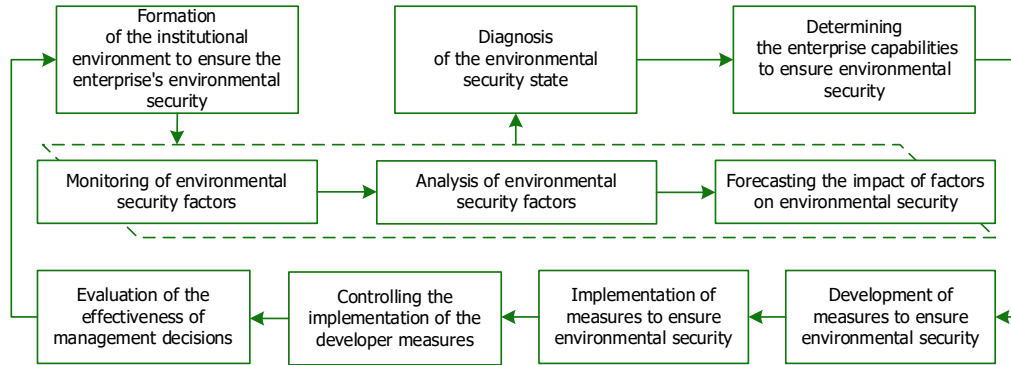 Formation
of the institutional
environment to ensure the
enterprise's environmental
security
Diagnosis
of the environmental
security state
Determining
the enterprise capabilities
to ensure environmental
security
Monitoring of environmental
security factors
Analysis of environmental
security factors
Forecasting the impact of factors
on environmental security
Evaluation of the
effectiveness of
management decisions
Controlling the
implementation of the
developer measures
Implementation of
measures to ensure
environmental security
Development of
measures to ensure
environmental security